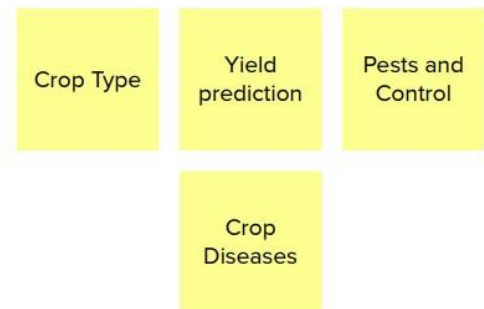 Crop Type
Yield
prediction
Pests and
Control
Crop
Diseases